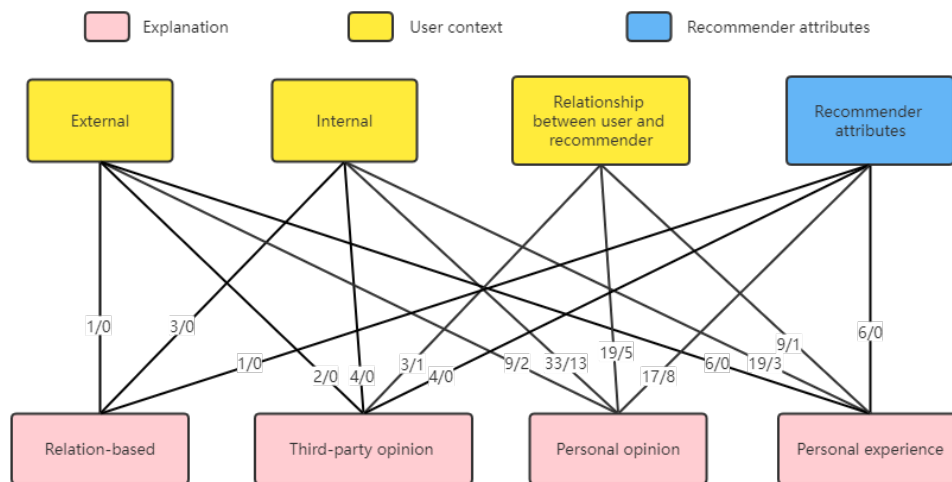 Explanation
User context
Recommender attributes
External
Internal
Relationship
between user and
recommender
Recommender
attributes
1/0
3/0
1/0
2/0
4/0
3/1
4/0
9/2
33/13
19/5
17/8
6/0
19/3
9/1
6/0
Relation-based
Third-party opinion
Personal opinion
Personal experience